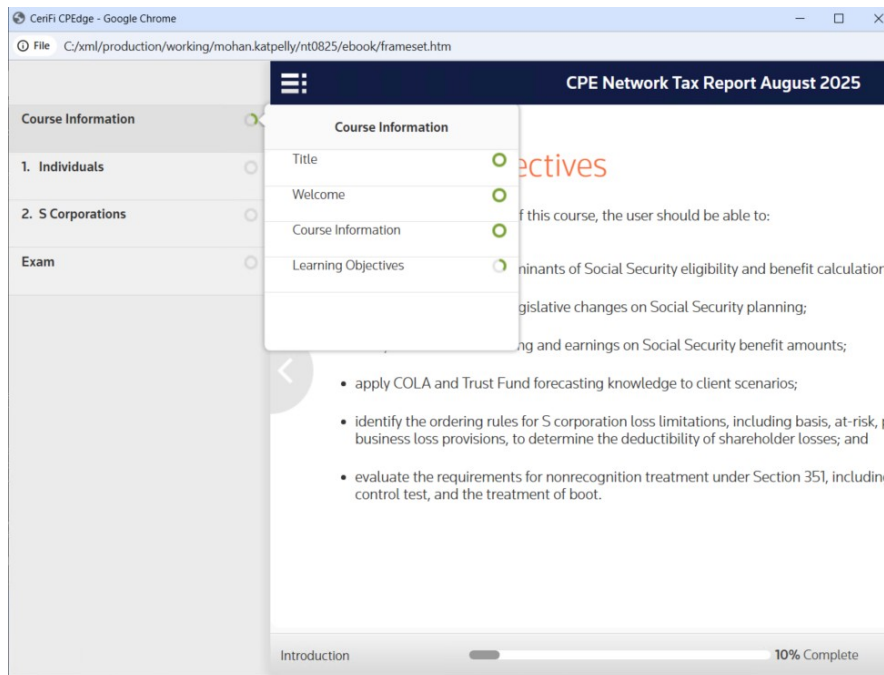 CeriFi CPEdge - Google Chrome
File C:/xml/production/working/mohan.katpelly/nt0825/ebook/frameset.htm
CPE Network Tax Report August 2025
Course Information
1. Individuals
2. S Corporations
Exam
Course Information
Title
Welcome
Course Information
Learning Objectives
ectives
f this course, the user should be able to:
ninants of Social Security eligibility and benefit calculation
gislative changes on Social Security planning;
ng and earnings on Social Security benefit amounts;
• apply COLA and Trust Fund forecasting knowledge to client scenarios;
• identify the ordering rules for S corporation loss limitations, including basis, at-risk,
business loss provisions, to determine the deductibility of shareholder losses; and
• evaluate the requirements for nonrecognition treatment under Section 351, including
control test, and the treatment of boot.
Introduction
10% Complete